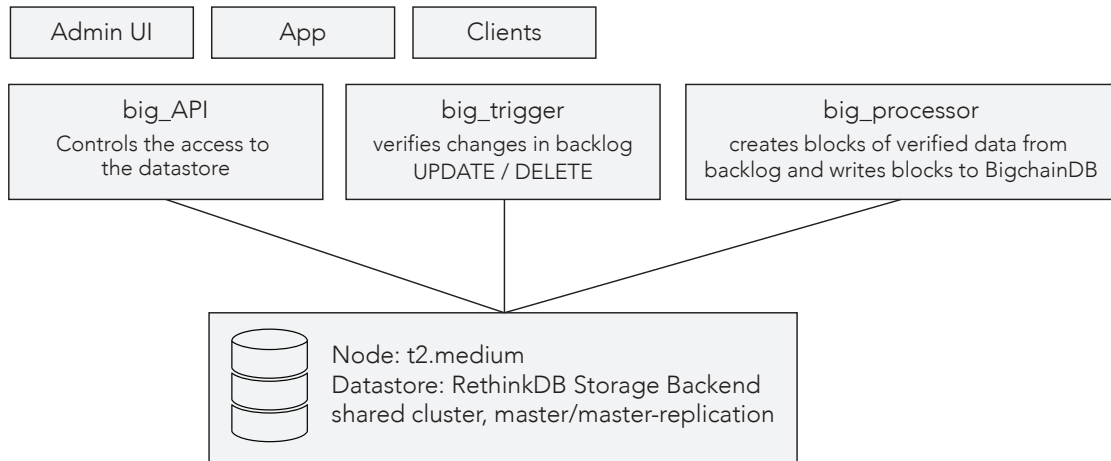 Admin UI
App
Clients
big_API
Controls the access to
the datastore
big_trigger
verifies changes in backlog
UPDATE / DELETE
big_processor
creates blocks of verified data from
backlog and writes blocks to BigchainDB
Node: t2.medium
Datastore: RethinkDB Storage Backend
shared cluster, master/master-replication